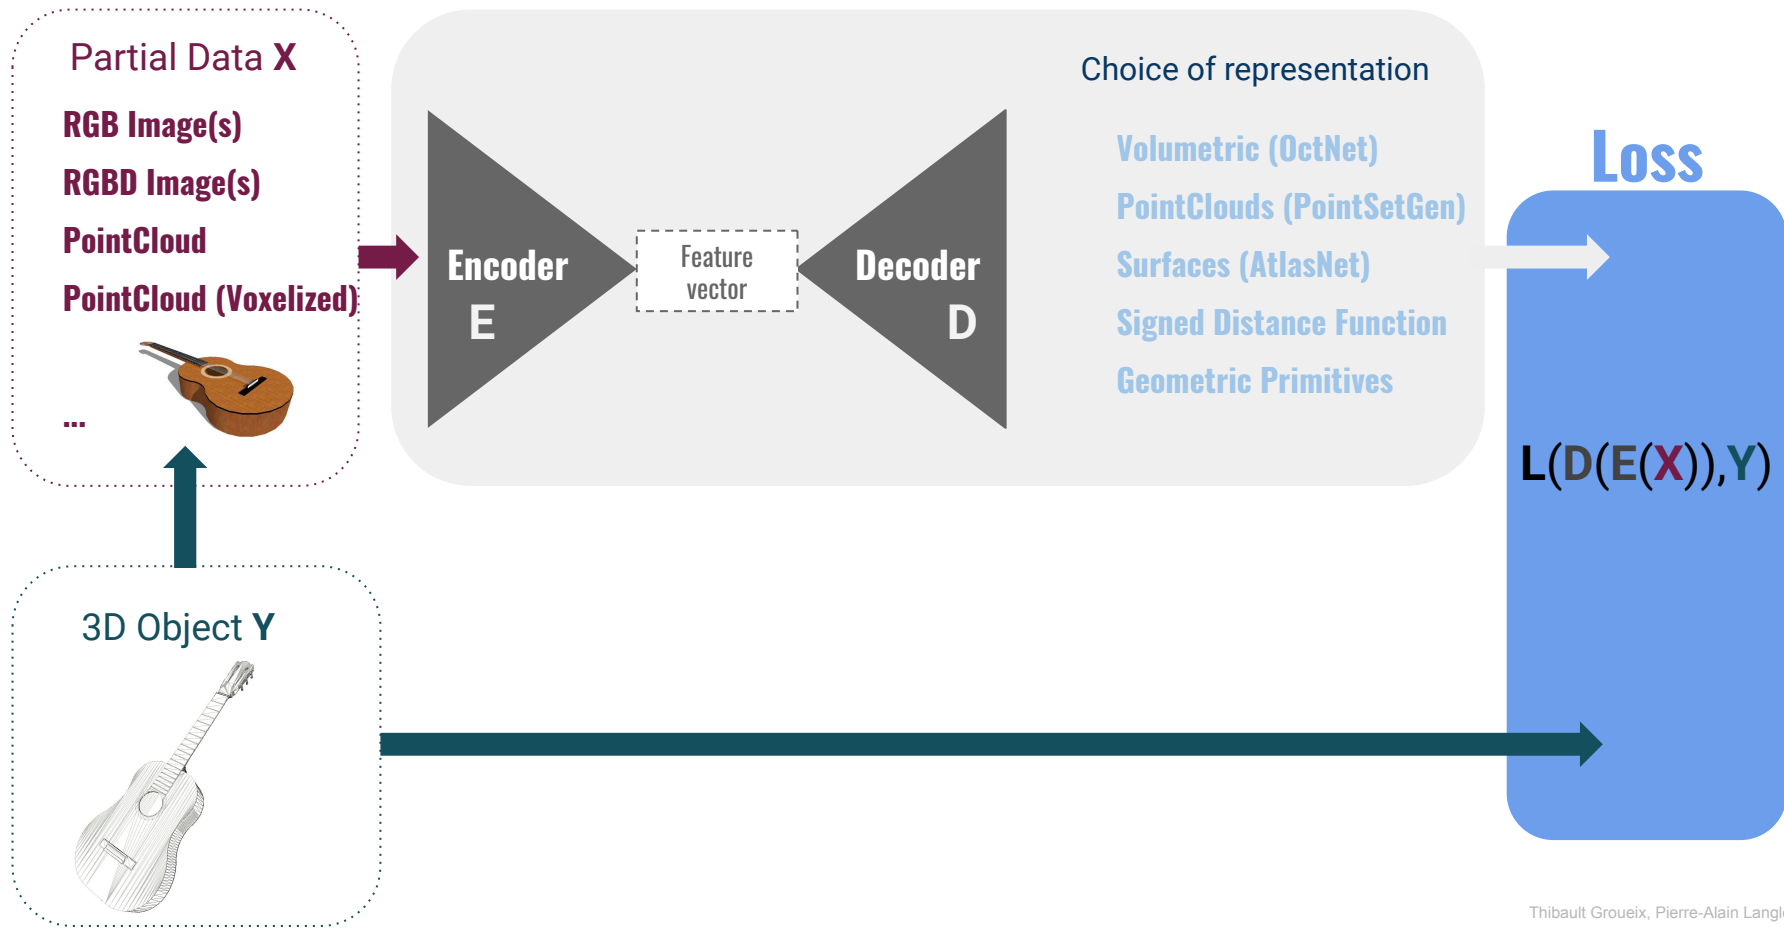 Partial Data X
RGB Image(s)
RGBD Image(s)
PointCloud
PointCloud (Voxelized)
...
Encoder
E
Feature
vector
Decoder
D
Choice of representation
Volumetric (OctNet)
PointClouds (PointSetGen)
Surfaces (AtlasNet)
Signed Distance Function
Geometric Primitives
Loss
L(D(E(X)),Y)
3D Object Y
Thibault Groueix, Pierre-Alain